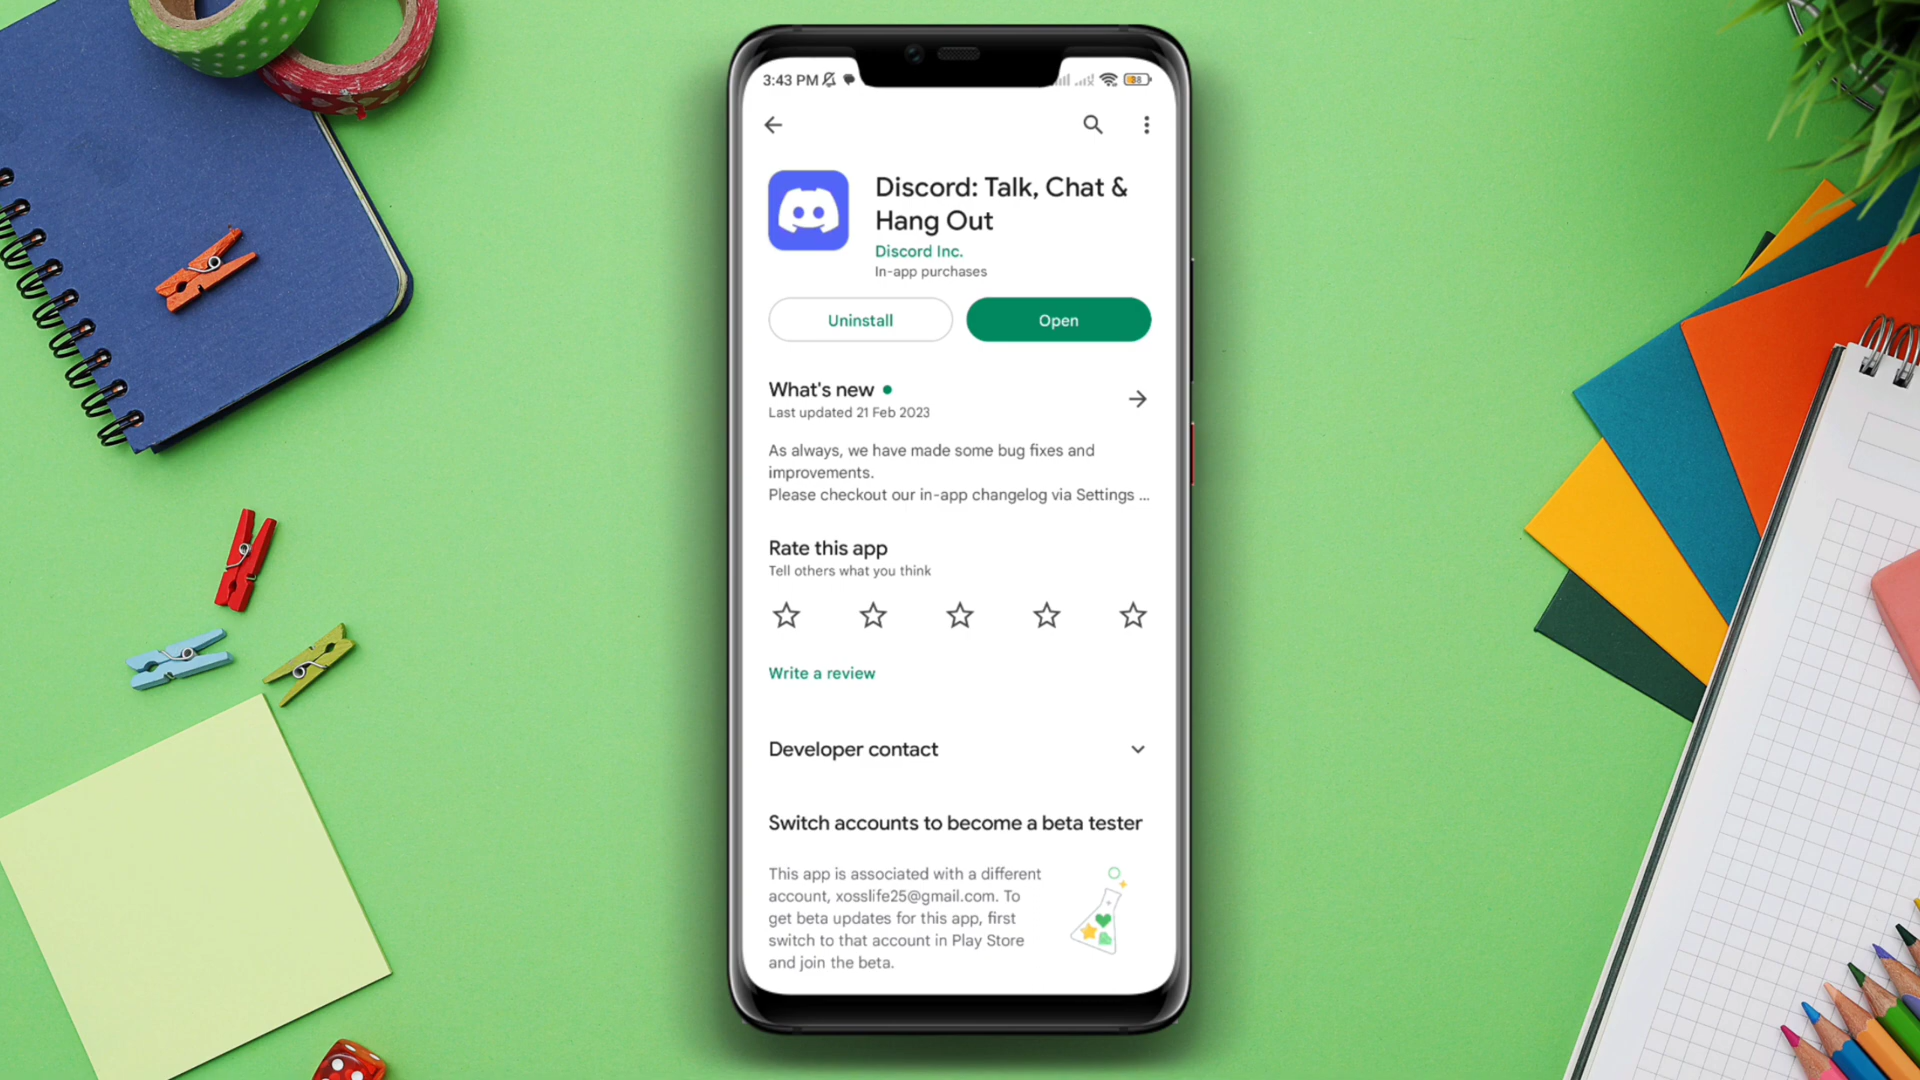 3:43 PM
38
Discord: Talk, Chat &
Hang Out
Discord Inc.
In-app purchases
Uninstall
Open
What's new
Last updated 21 Feb 2023
As always, we have made some bug fixes and
improvements.
Please checkout our in-app changelog via Settings ...
Rate this app
Tell others what you think
Write a review
Developer contact
Switch accounts to become a beta tester
This app is associated with a different
account, xosslife25@gmail.com. To
get beta updates for this app, first
switch to that account in Play Store
and join the beta.